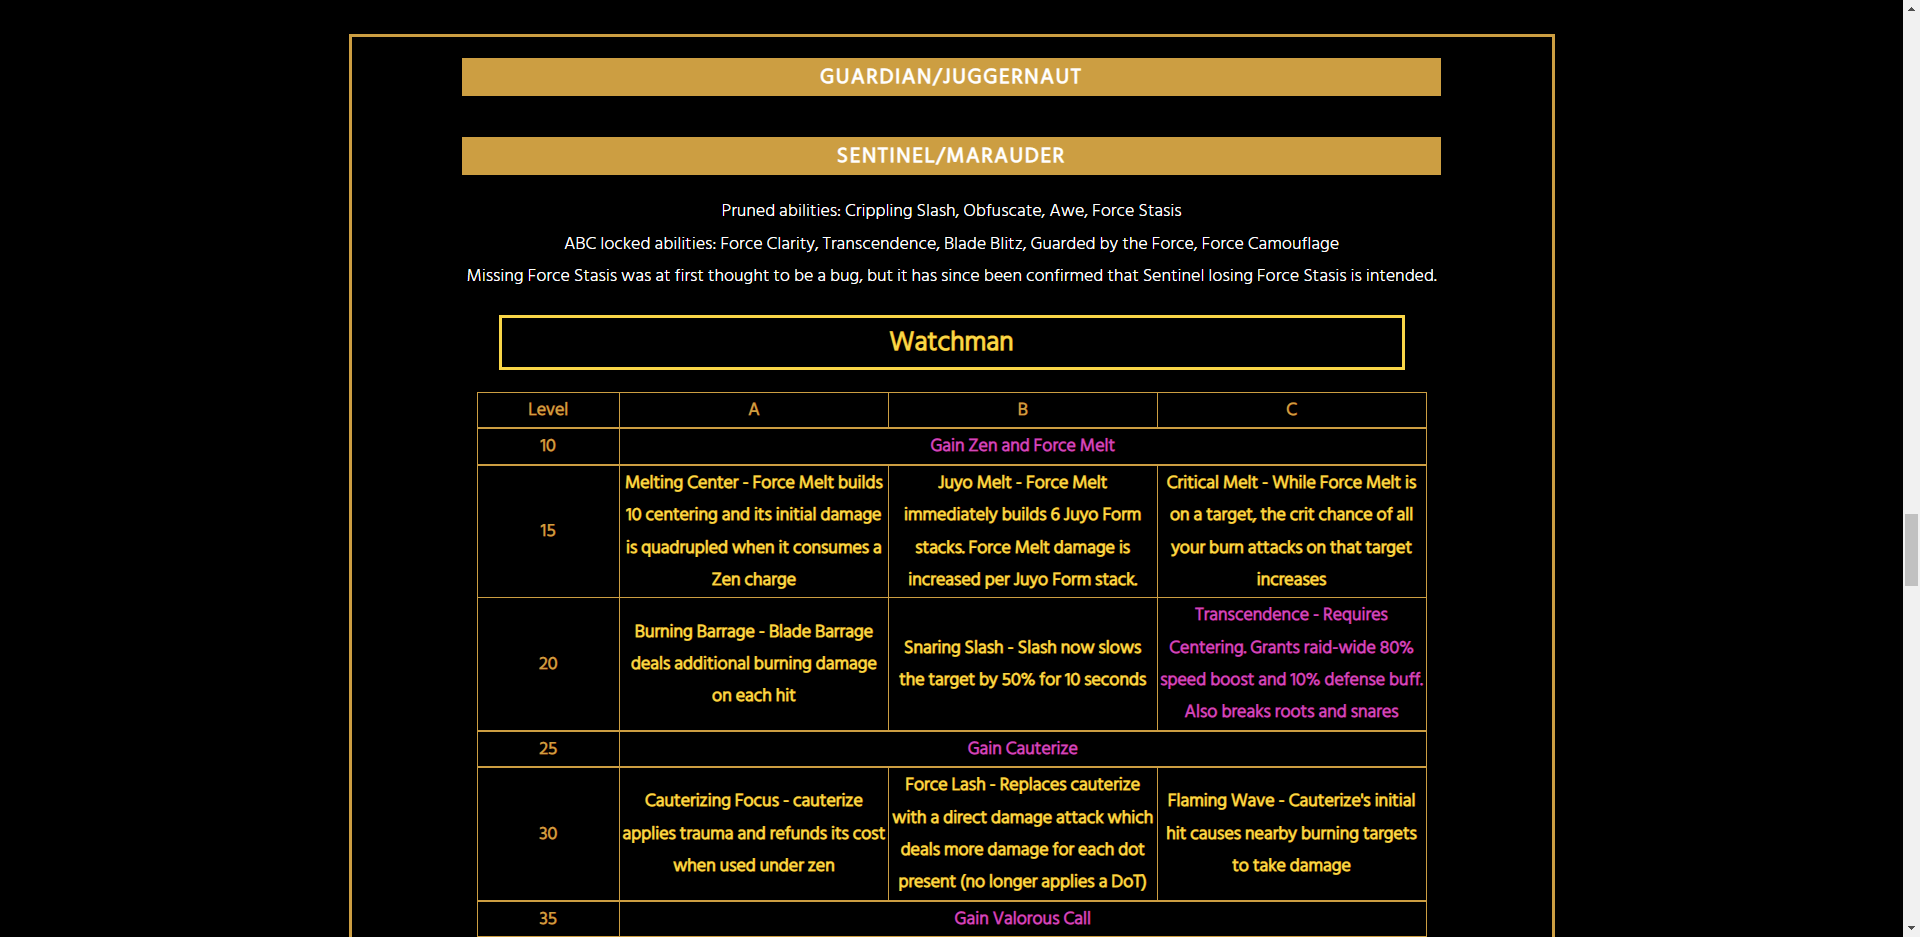 GUARDIAN/JUGGERNAUT
SENTINEL/MARAUDER
Pruned abilities: Crippling Slash, Obfuscate, Awe, Force Stasis
ABC locked abilities: Force Clarity, Transcendence, Blade Blitz, Guarded by the Force, Force Camouflage
Missing Force Stasis was at first thought to be a bug, but it has since been confirmed that Sentinel losing Force Stasis is intended.
Watchman
Level
A
B
C
10
Gain Zen and Force Melt
15
Melting Center - Force Melt builds
10 centering and its initial damage
is quadrupled when it consumes a
Zen charge
Juyo Melt - Force Melt
immediately builds 6 Juyo Form
stacks. Force Melt damage is
increased per Juyo Form stack.
Critical Melt - While Force Melt is
on a target, the crit chance of all
your burn attacks on that target
increases
20
Burning Barrage - Blade Barrage
deals additional burning damage
on each hit
Snaring Slash - Slash now slows
the target by 50% for 10 seconds
Transcendence - Requires
Centering. Grants raid-wide 80%
speed boost and 10% defense buff.
Also breaks roots and snares
25
Gain Cauterize
30
Cauterizing Focus - cauterize
applies trauma and refunds its cost
when used under zen
Force Lash - Replaces cauterize
with a direct damage attack which
deals more damage for each dot
present (no longer applies a DoT)
Flaming Wave - Cauterize's initial
hit causes nearby burning targets
to take damage
35
Gain Valorous Call